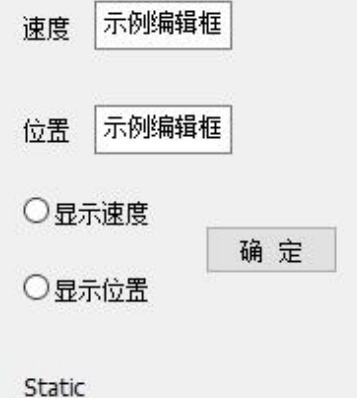 速度 示例编辑框
位置 示例编辑框
显示速度
确 定
显示位置
Static